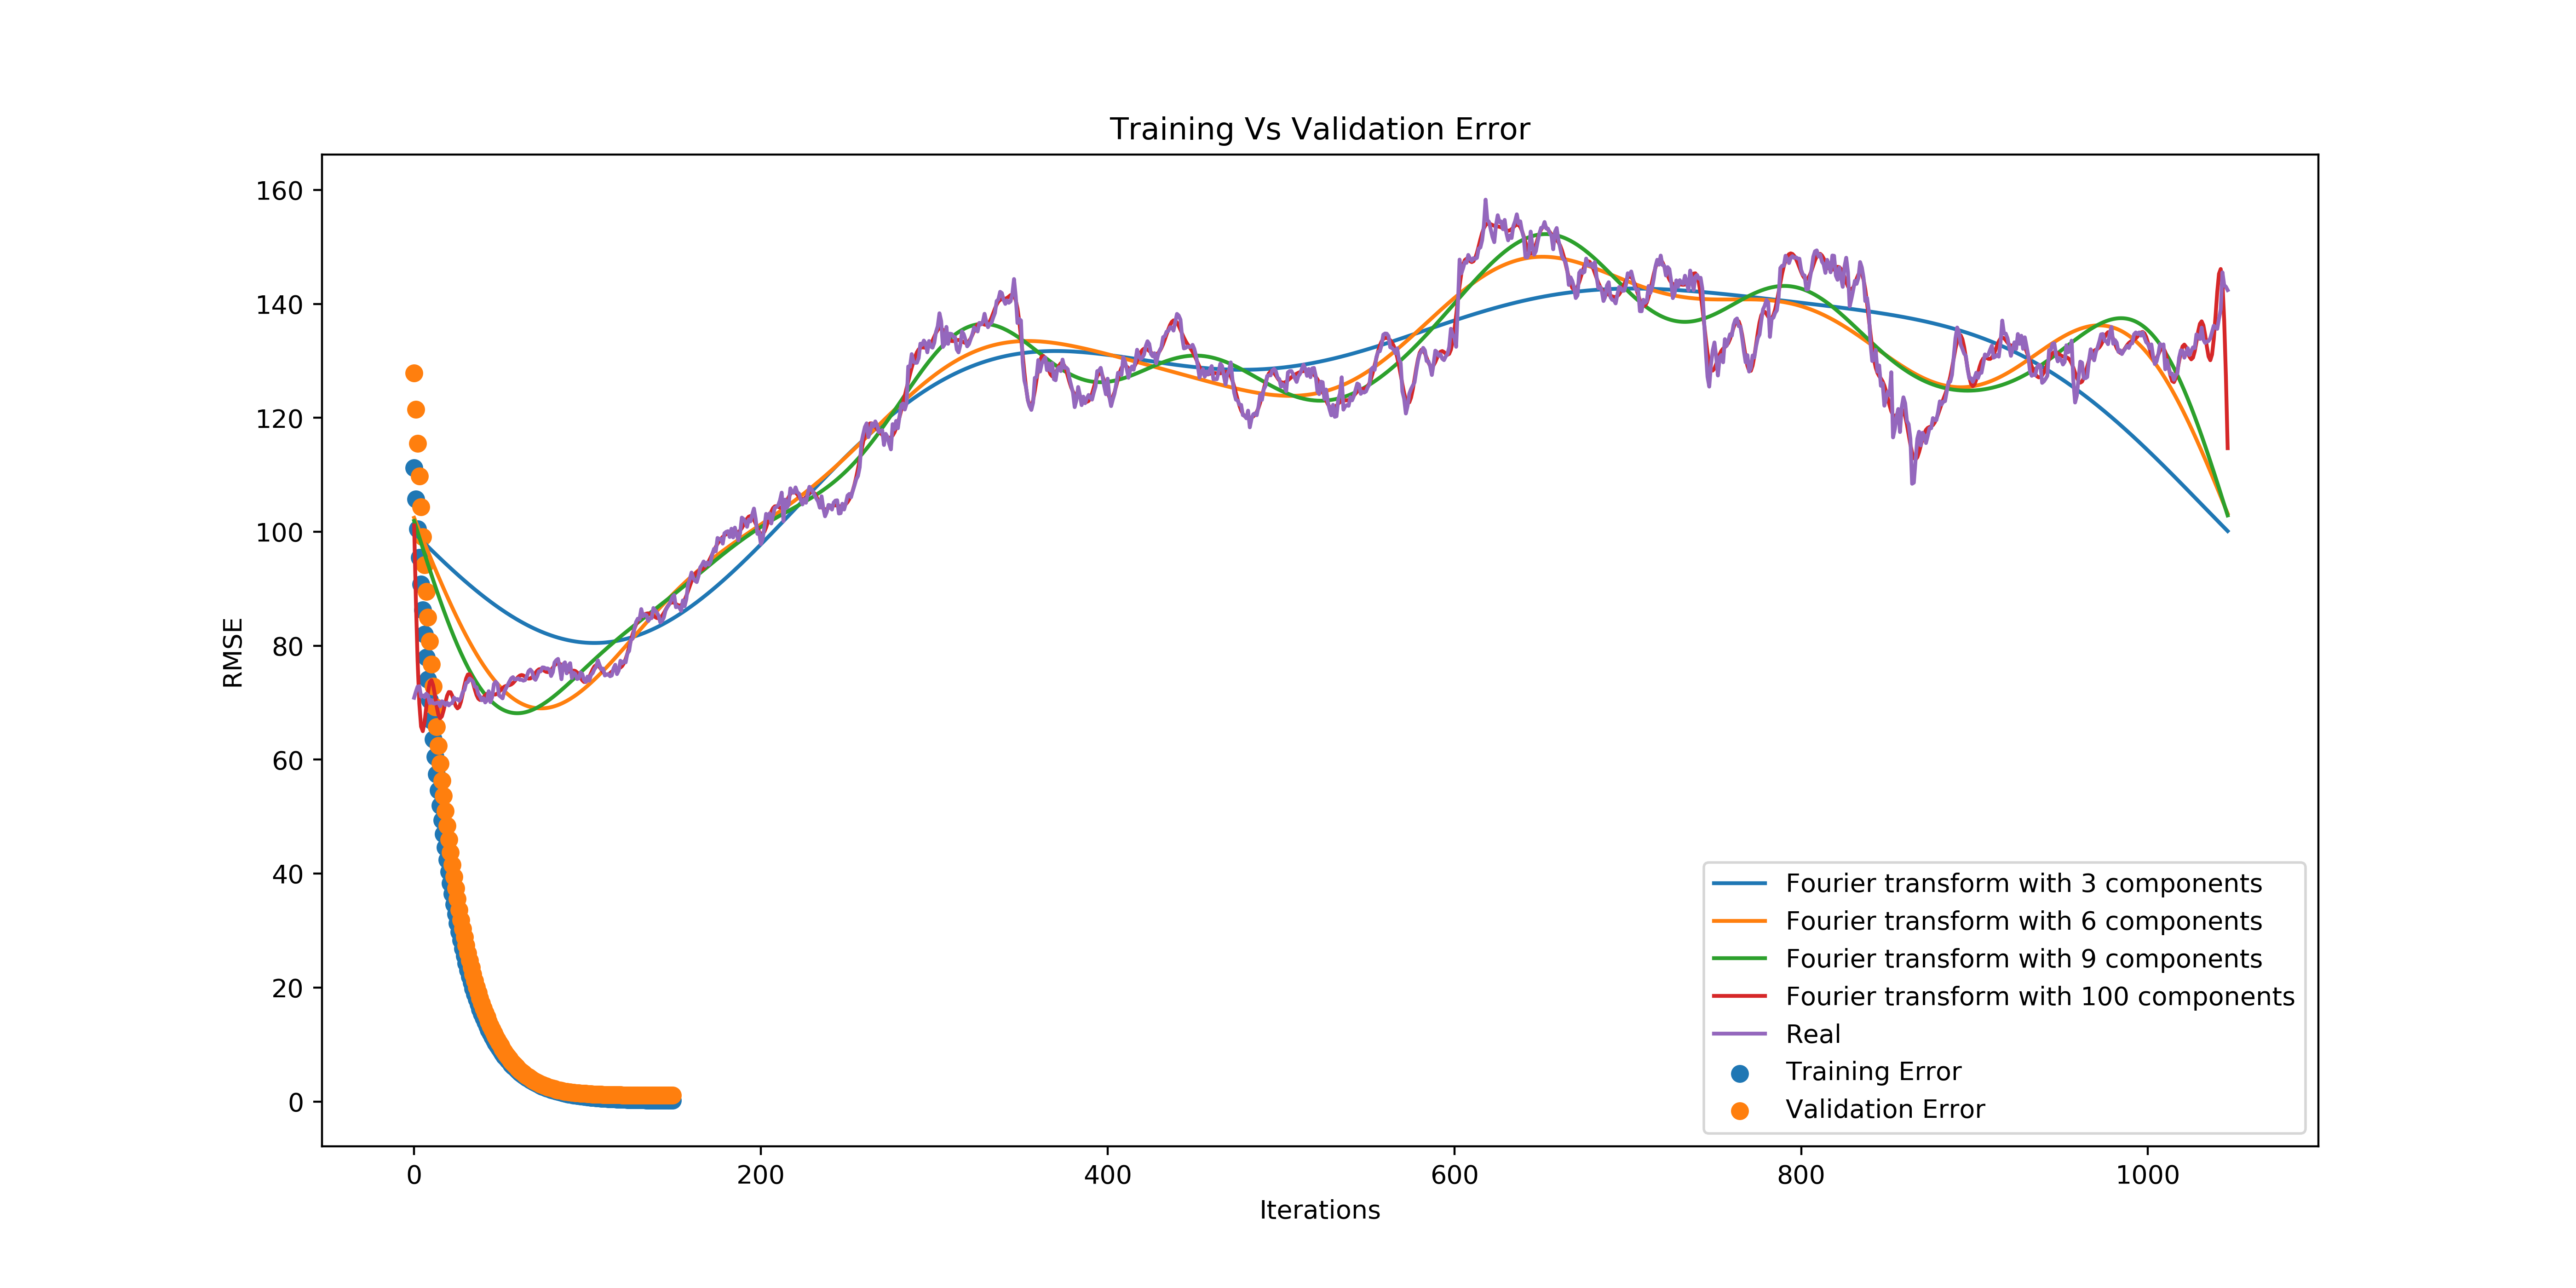 Training Vs Validation Error
160
140
120
100
80
60
40
20
0
RMSE
0 200 400 600 800 1000
Iterations
Fourier transform with 3 components
Fourier transform with 6 components
Fourier transform with 9 components
Fourier transform with 100 components
Real
Training Error
Validation Error